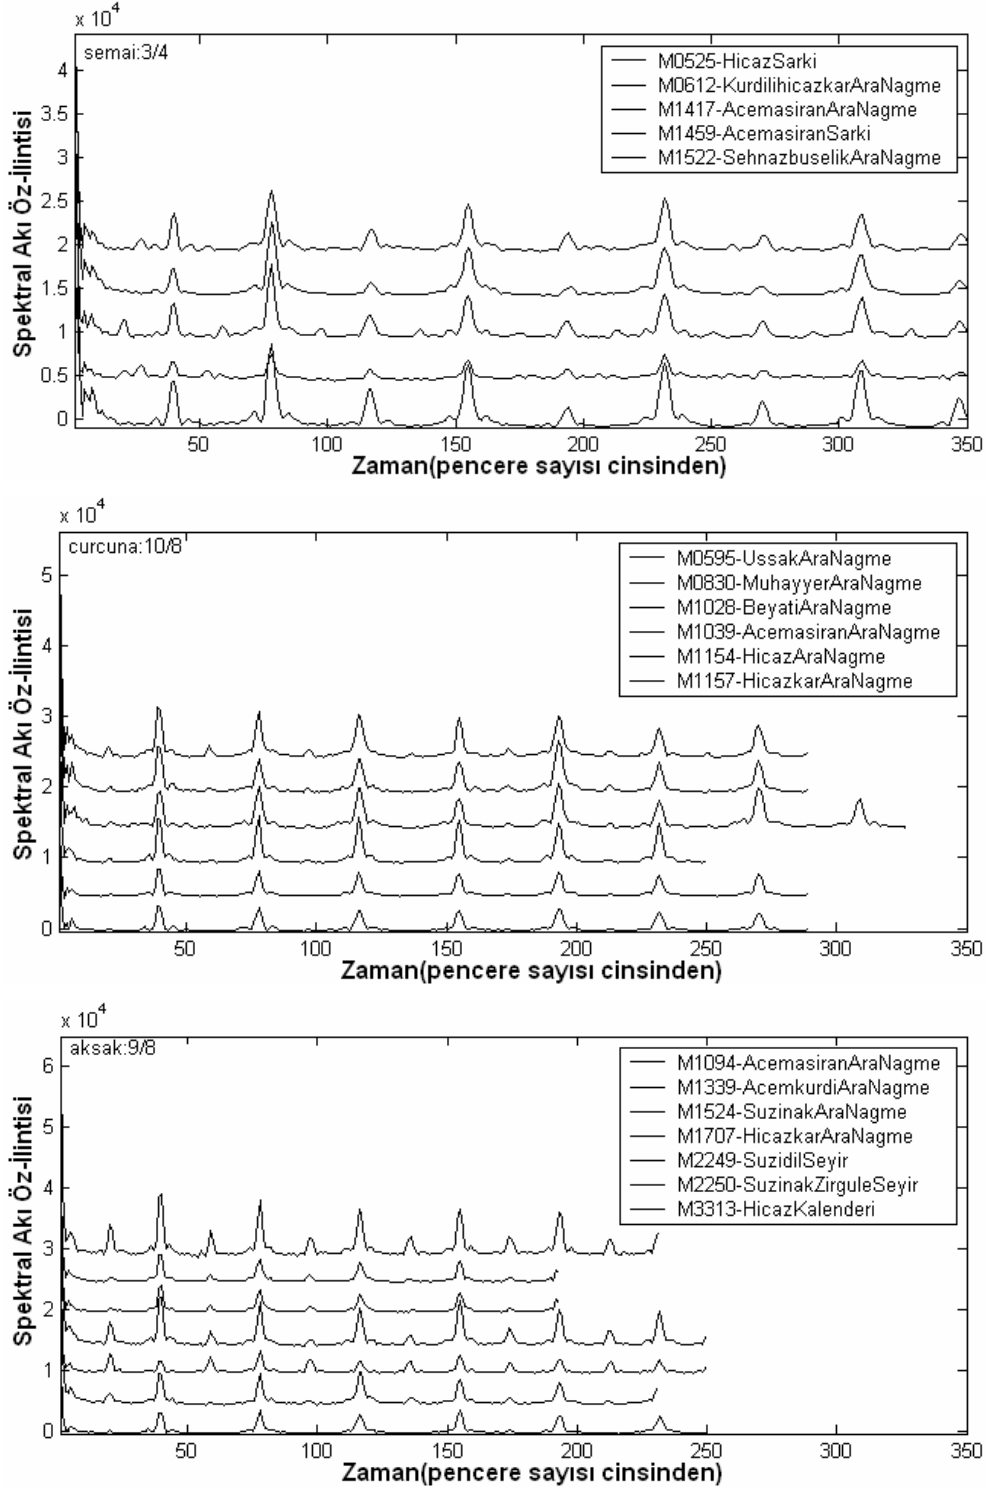 x 10^4
semai:3/4
M0525-HicazSarki
M0612-KurdilihicazkarAraNagme
M1417-AcemasiranAraNagme
M1459-AcemasiranSarki
M1522-SehnazbuselikAraNagme
Spektral Akı Öz-İlintisi
4
3.5
3
2.5
2
1.5
1
0.5
0
50 100 150 200 250 300 350
Zaman(pencere sayısı cinsinden)
x 10^4
curcuna:10/8
M0595-UssakAraNagme
M0830-MuhayyerAraNagme
M1028-BeyatiAraNagme
M1039-AcemasiranAraNagme
M1154-HicazAraNagme
M1157-HicazkarAraNagme
Spektral Akı Öz-İlintisi
5
4
3
2
1
0
50 100 150 200 250 300 350
Zaman(pencere sayısı cinsinden)
x 10^4
aksak:9/8
M1094-AcemasiranAraNagme
M1339-AcemkurdiAraNagme
M1524-SuzinakAraNagme
M1707-HicazkarAraNagme
M2249-SuzidilSeyir
M2250-SuzinakZirguleSeyir
M3313-HicazKalenderi
Spektral Akı Öz-İlintisi
6
5
4
3
2
1
0
50 100 150 200 250 300 350
Zaman(pencere sayısı cinsinden)